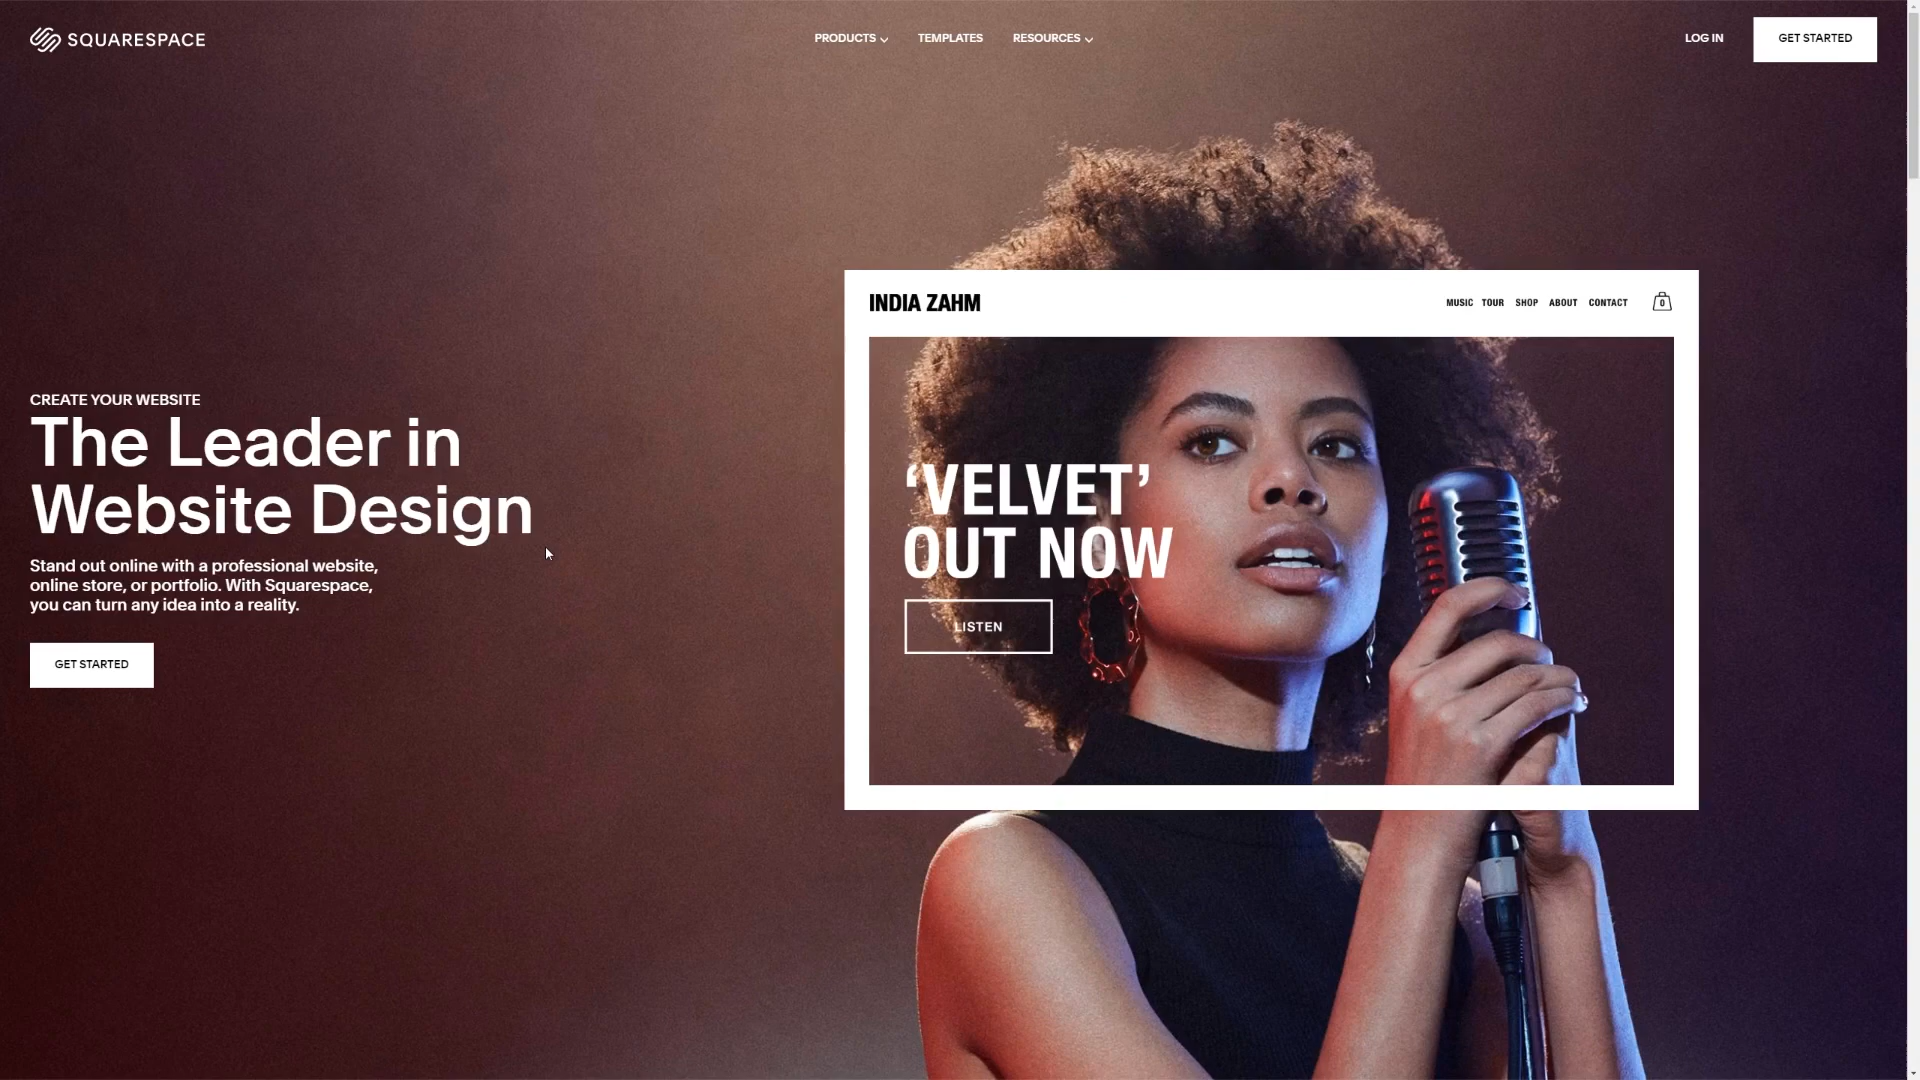 SQUARESPACE
PRODUCTS
TEMPLATES
RESOURCES
LOG IN
GET STARTED
CREATE YOUR WEBSITE
The Leader in
Website Design
Stand out online with a professional website,
online store, or portfolio. With Squarespace,
you can turn any idea into a reality.
GET STARTED
INDIA ZAHM
MUSIC TOUR SHOP ABOUT CONTACT
0
‘VELVET’
OUT NOW
LISTEN